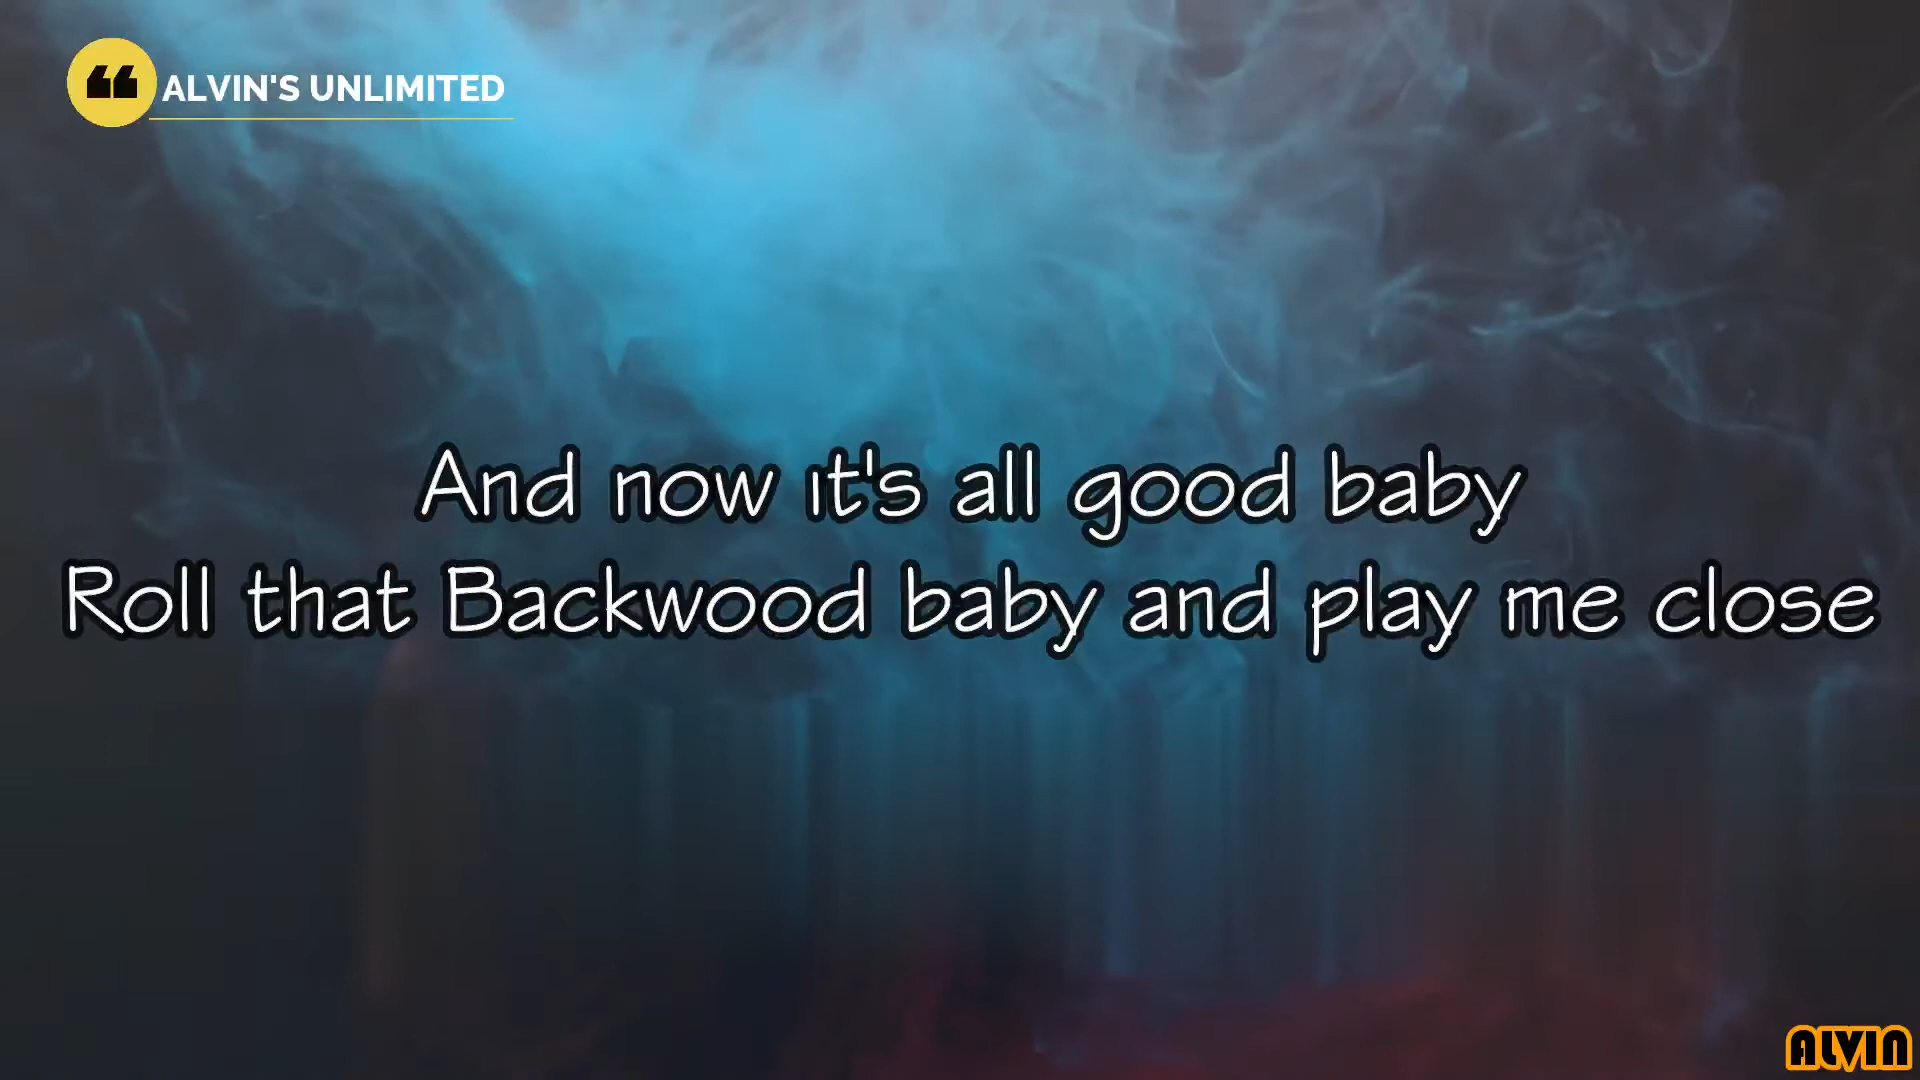 ALVIN'S UNLIMITED
And now it's all good baby
Roll that Backwood baby and play me close
ALVIN